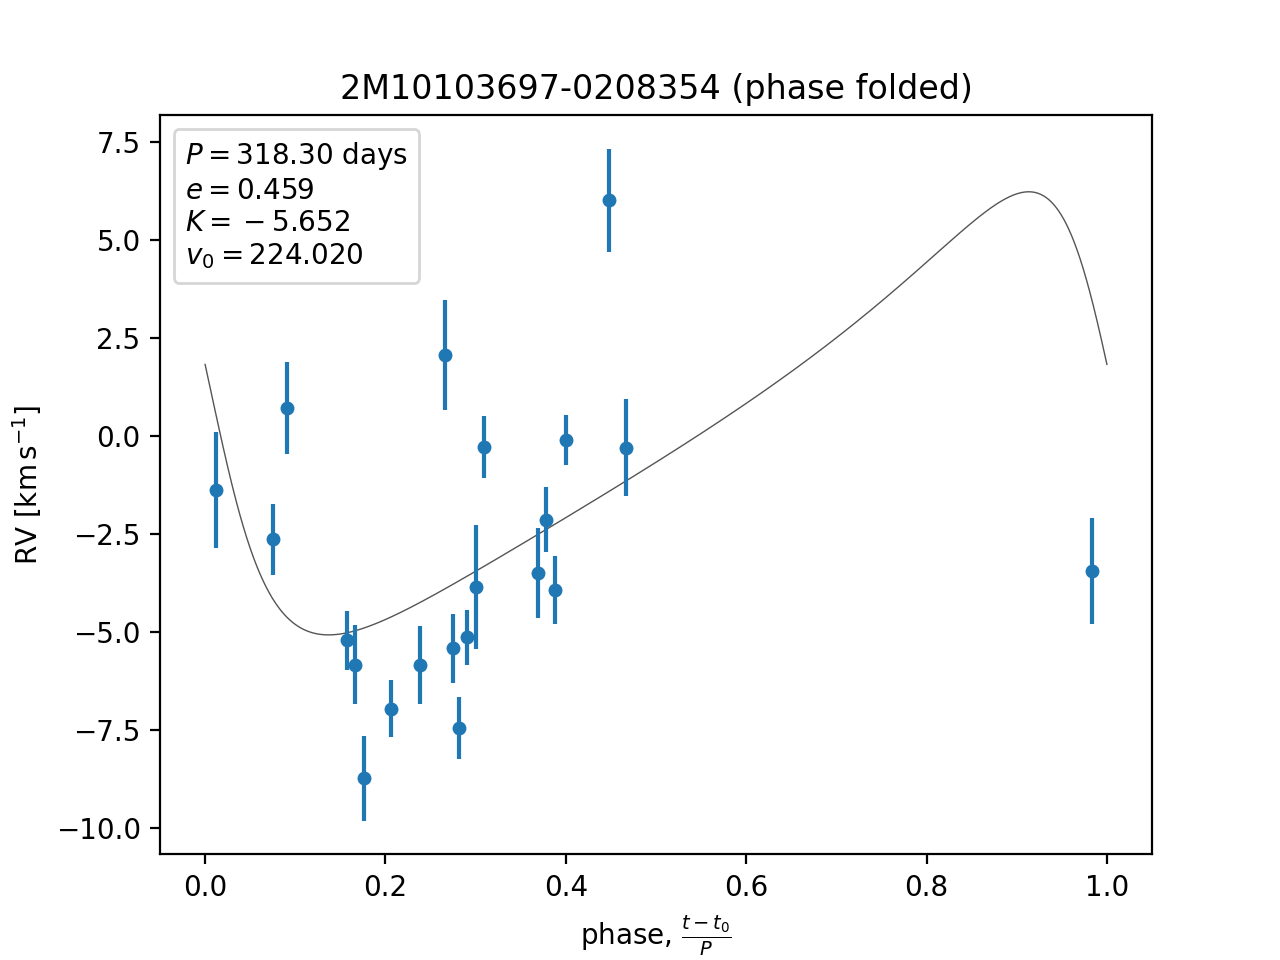 2M10103697-0208354 (phase folded)
P = 318.30 days
e = 0.459
K = −5.652
v₀ = 224.020
7.5
5.0
2.5
0.0
−2.5
−5.0
−7.5
−10.0
RV [km s⁻¹]
0.0 0.2 0.4 0.6 0.8 1.0
phase, (t − t₀)/P